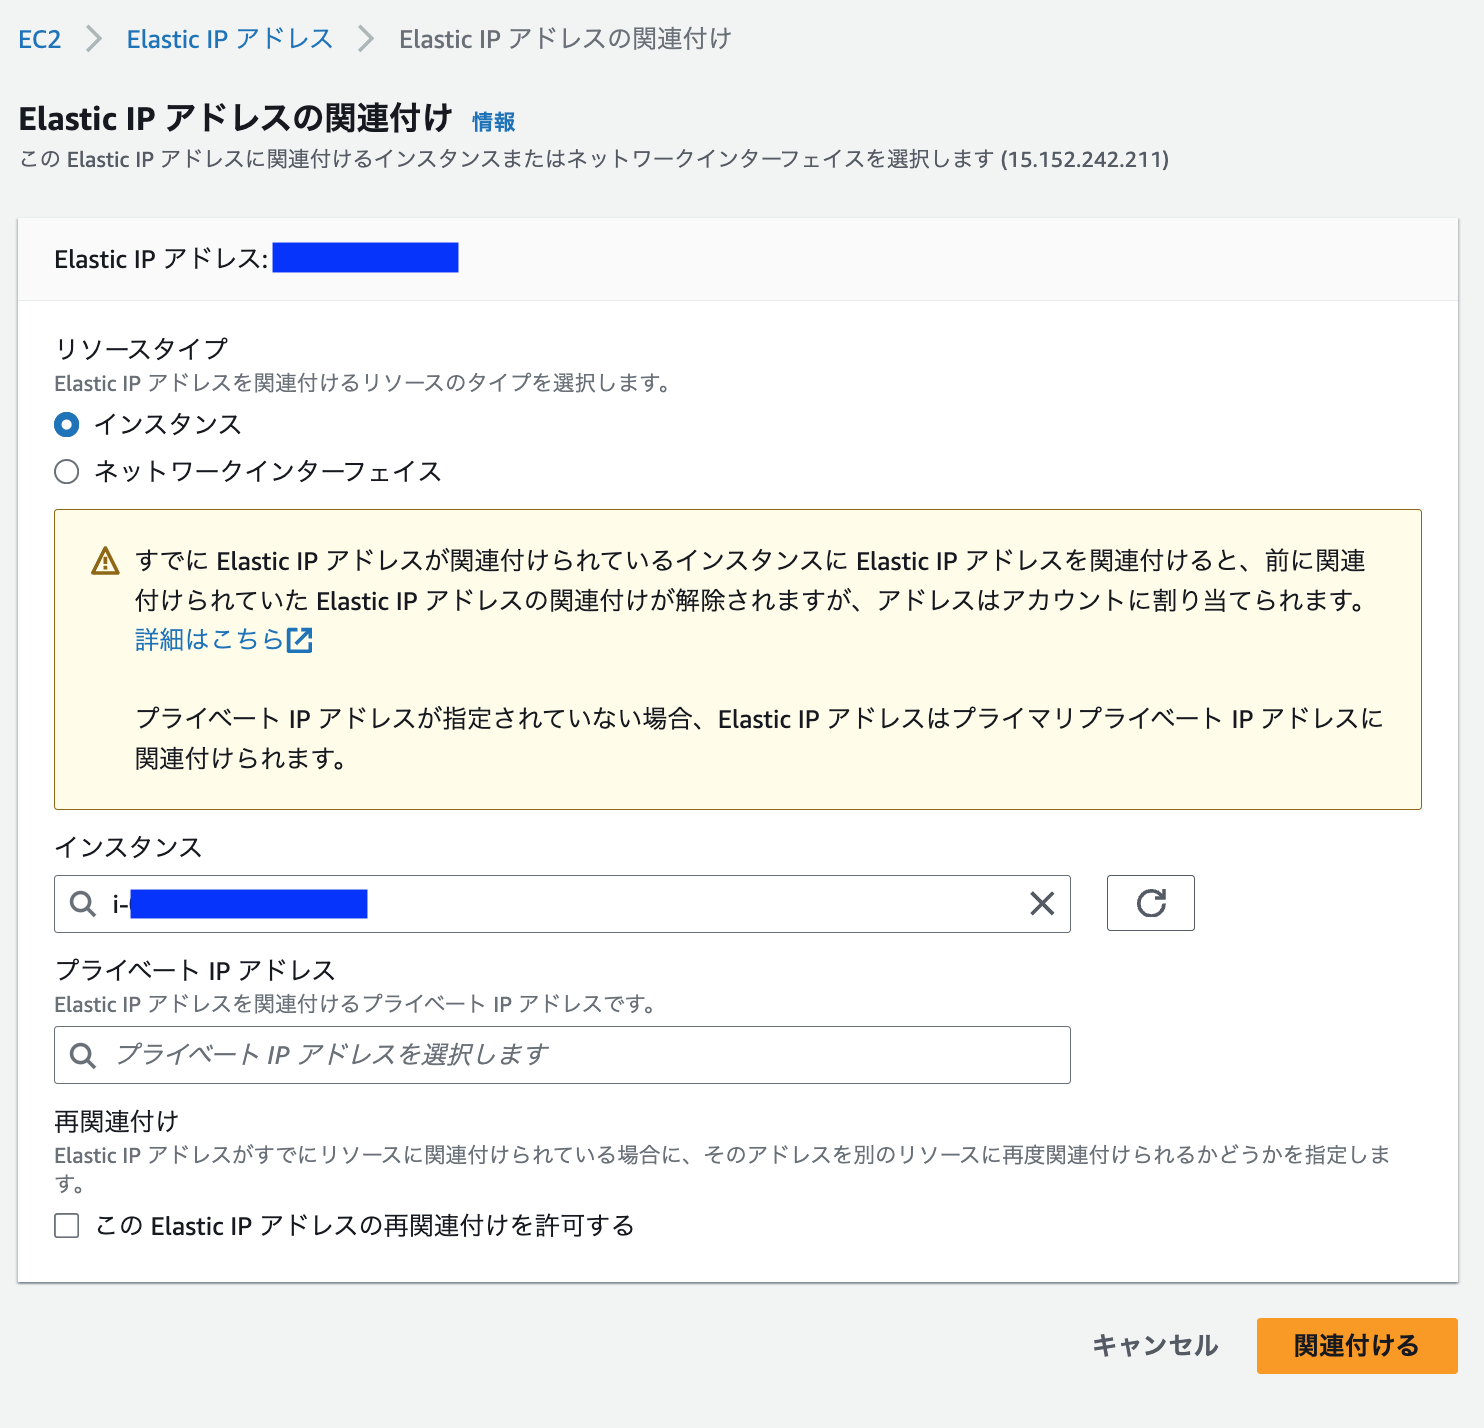 EC2 > Elastic IP アドレス > Elastic IP アドレスの関連付け
Elastic IP アドレスの関連付け 情報
この Elastic IP アドレスに関連付けるインスタンスまたはネットワークインターフェイスを選択します (15.152.242.211)
Elastic IP アドレス:
リソースタイプ
Elastic IP アドレスを関連付けるリソースのタイプを選択します。
インスタンス
ネットワークインターフェイス
すでに Elastic IP アドレスが関連付けられているインスタンスに Elastic IP アドレスを関連付けると、前に関連
付けられていた Elastic IP アドレスの関連付けが解除されますが、アドレスはアカウントに割り当てられます。
詳細はこちら
プライベート IP アドレスが指定されていない場合、Elastic IP アドレスはプライマリプライベート IP アドレスに
関連付けられます。
インスタンス
i-
プライベート IP アドレス
Elastic IP アドレスを関連付けるプライベート IP アドレスです。
プライベート IP アドレスを選択します
再関連付け
Elastic IP アドレスがすでにリソースに関連付けられている場合に、そのアドレスを別のリソースに再度関連付けられるかどうかを指定しま
す。
この Elastic IP アドレスの再関連付けを許可する
キャンセル
関連付ける